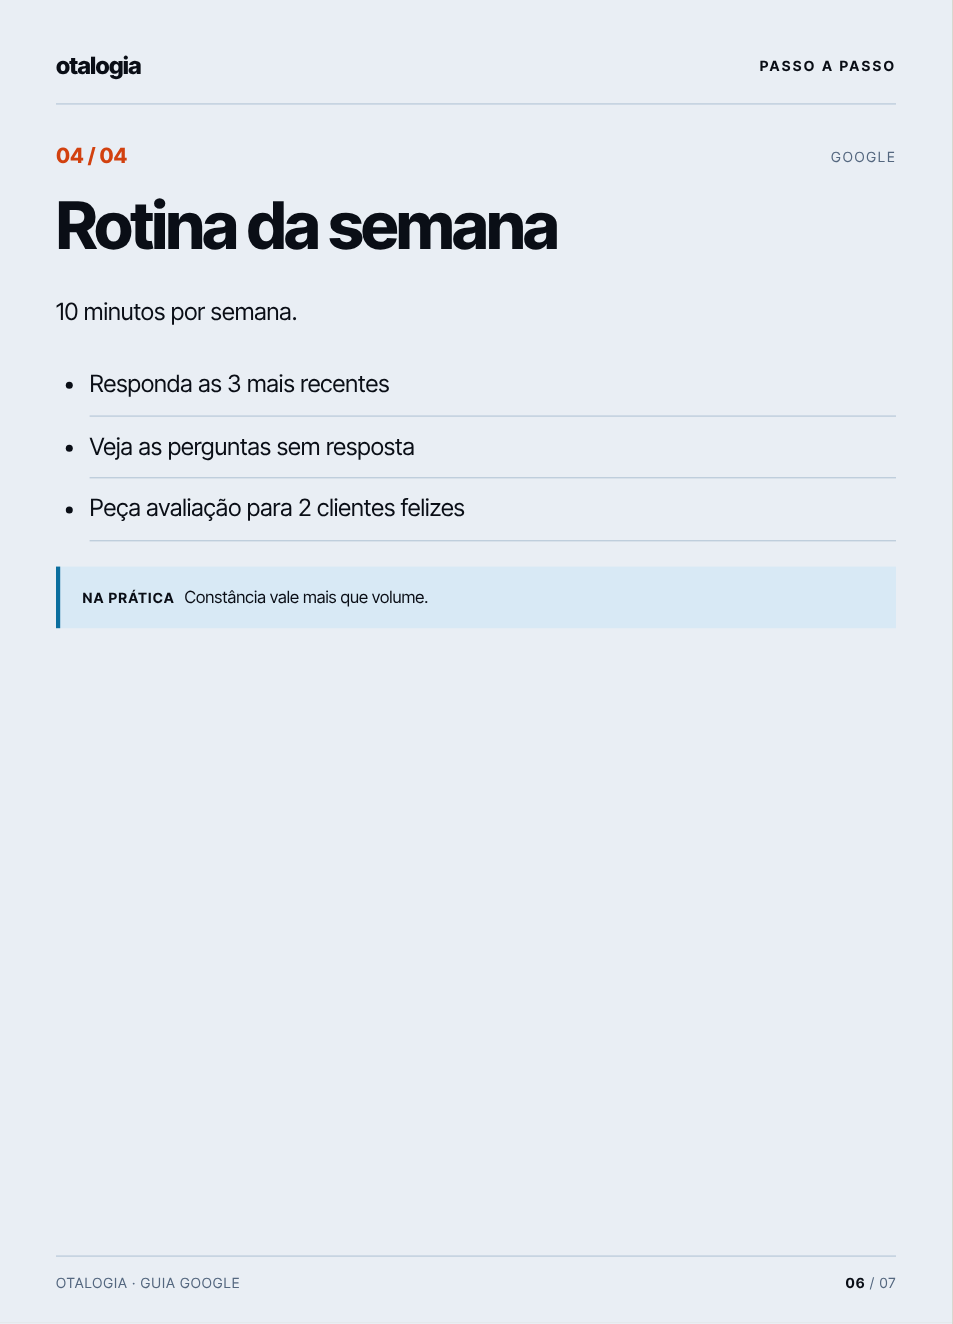 otalogia
PASSO A PASSO
04 / 04
GOOGLE
Rotina da semana
10 minutos por semana.
• Responda as 3 mais recentes
• Veja as perguntas sem resposta
• Peça avaliação para 2 clientes felizes
NA PRÁTICA Constância vale mais que volume.
OTALOGIA · GUIA GOOGLE
06 / 07